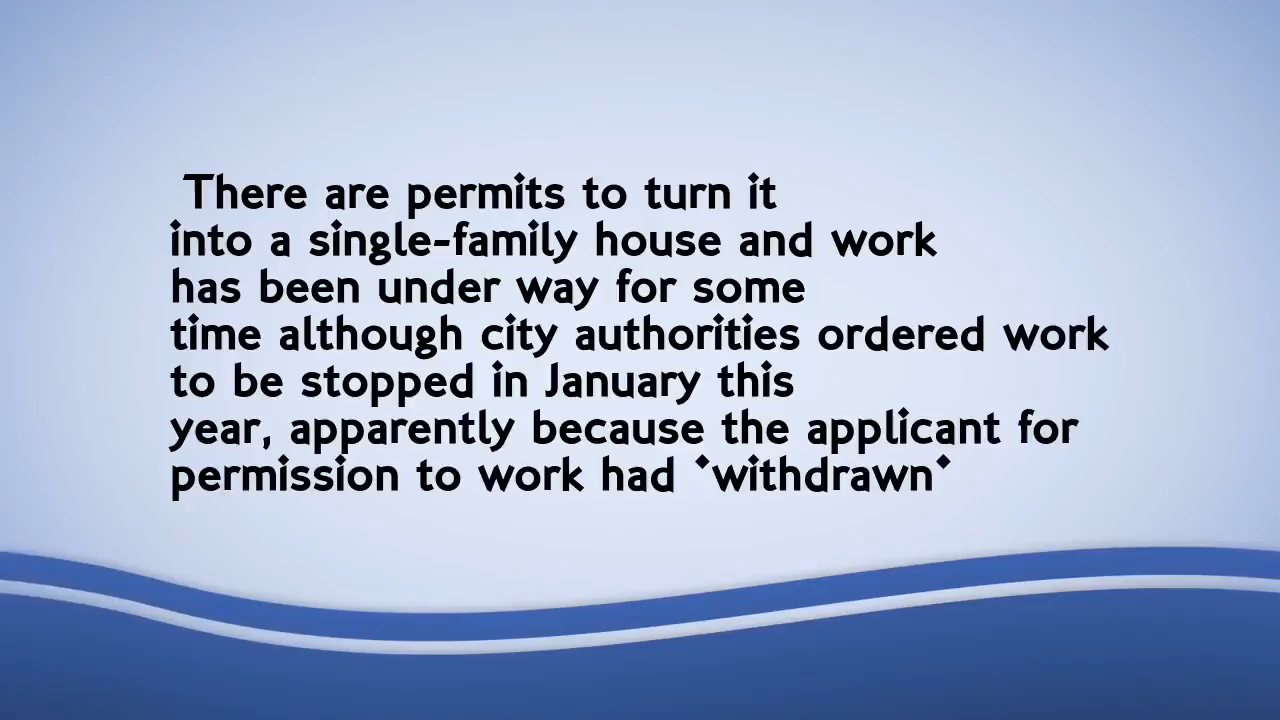 There are permits to turn it
into a single-family house and work
has been under way for some
time although city authorities ordered work
to be stopped in January this
year, apparently because the applicant for
permission to work had 'withdrawn'